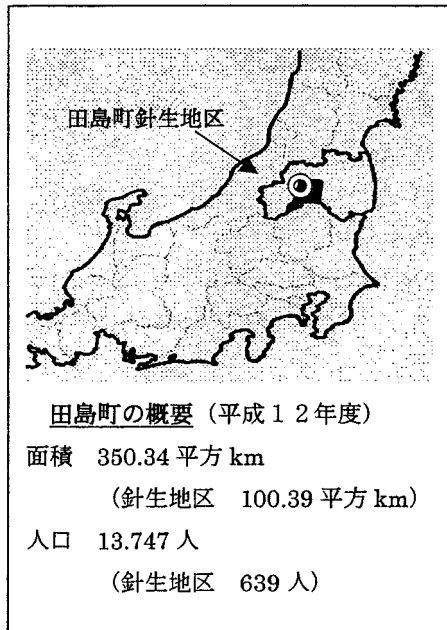 田島町針生地区
田島町の概要（平成１２年度）
面積　350.34 平方 km
（針生地区　100.39 平方 km）
人口　13.747 人
（針生地区　639 人）